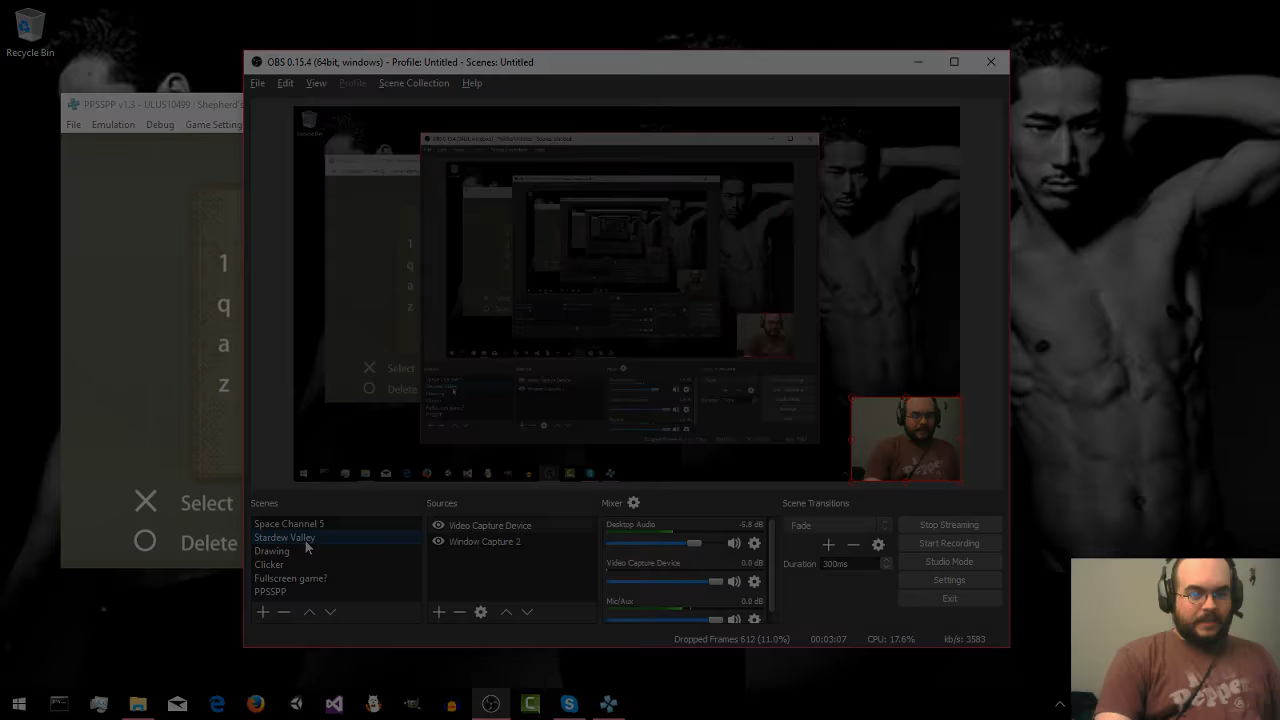 Recycle Bin
PPSSPP v1.3 - ULUS10499 : Shepherd's
File Emulation Debug Game Setting
1
q
a
z
Select
Delete
OBS 0.15.4 (64bit, windows) - Profile: Untitled - Scenes: Untitled
File Edit View Profile Scene Collection Help
1
q
a
z
Select
Delete
Scenes
Space Channel 5
Stardew Valley
Drawing
Clicker
Fullscreen game?
PPSSPP
Sources
Video Capture Device
Window Capture 2
Mixer
Desktop Audio -5.8 dB
Video Capture Device 0.0 dB
Mic/Aux 0.0 dB
Scene Transitions
Fade
Duration 300ms
Stop Streaming
Start Recording
Studio Mode
Settings
Exit
Dropped Frames 612 (11.0%) 00:03:07 CPU: 17.6% kb/s: 3583